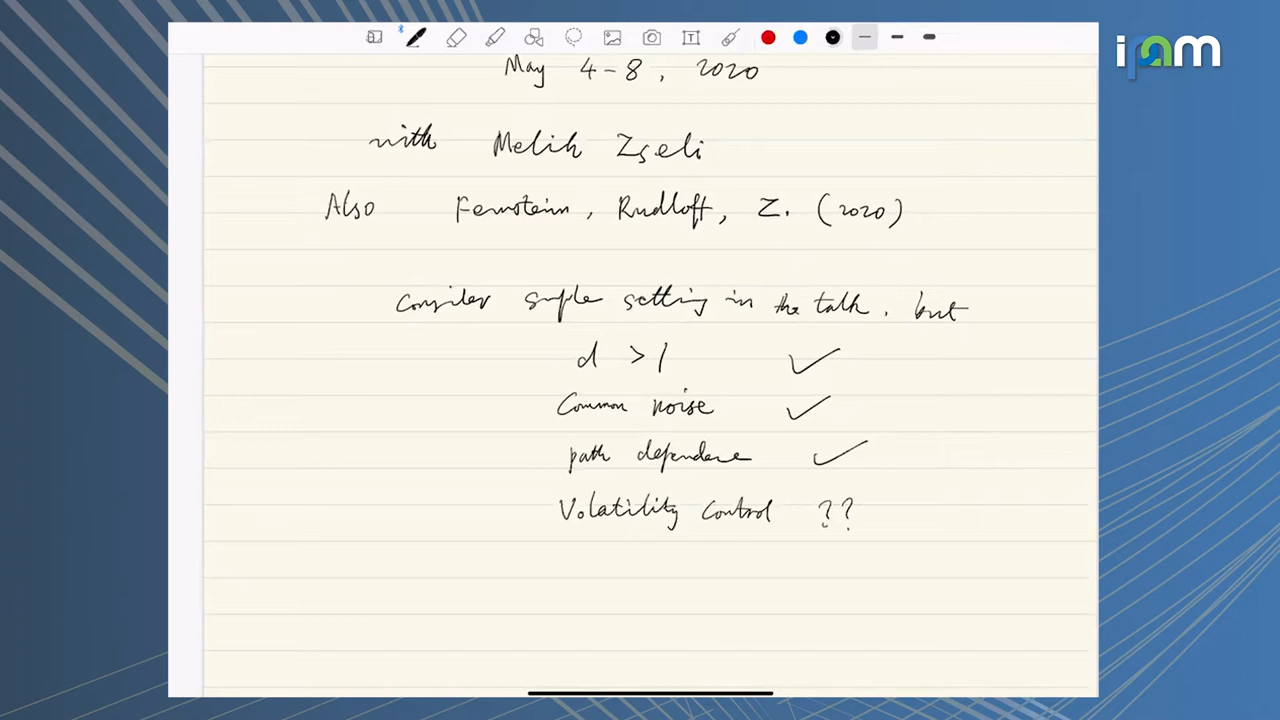 ipam
May 4-8, 2020
with Melih Iseri
Also Feinstein, Rudloff, Z. (2020)
Consider simple setting in the talk, but
d > 1 ✓
Common noise ✓
path dependence ✓
Volatility control ??